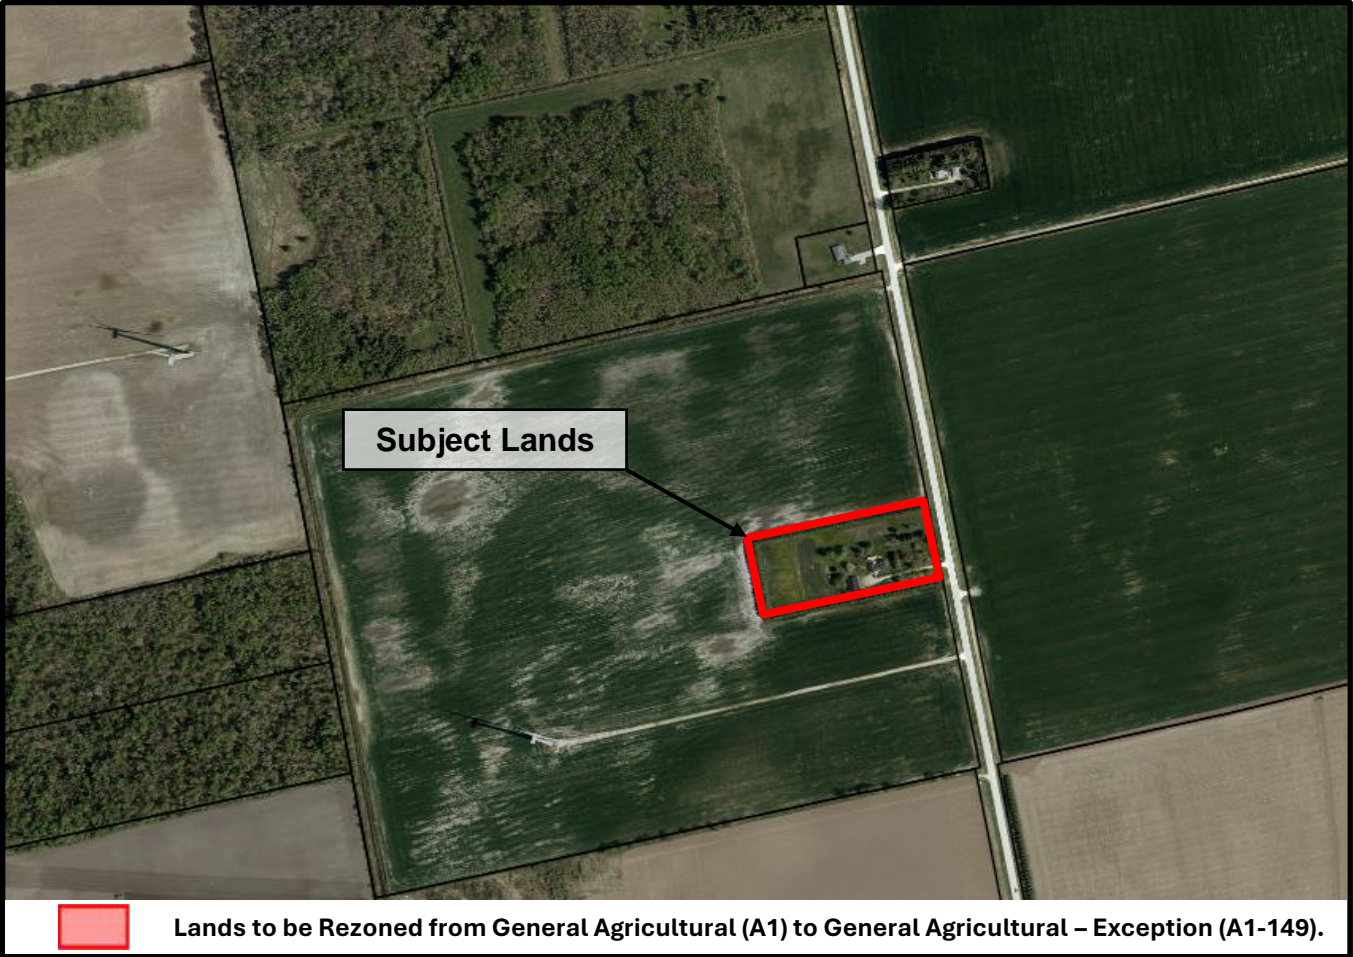 Subject Lands
Lands to be Rezoned from General Agricultural (A1) to General Agricultural – Exception (A1-149).